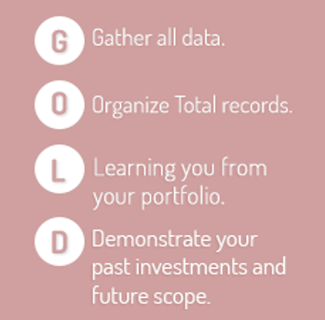 G Gather all data.
O Organize Total records.
L Learning you from
your portfolio.
D Demonstrate your
past investments and
future scope.